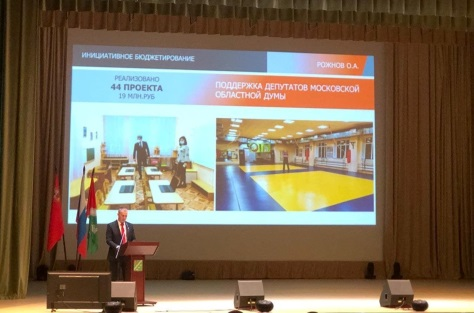 ИНИЦИАТИВНОЕ БЮДЖЕТИРОВАНИЕ
РОЖНОВ О.А.
РЕАЛИЗОВАНО
44 ПРОЕКТА
19 МЛН.РУБ
ПОДДЕРЖКА ДЕПУТАТОВ МОСКОВСКОЙ
ОБЛАСТНОЙ ДУМЫ